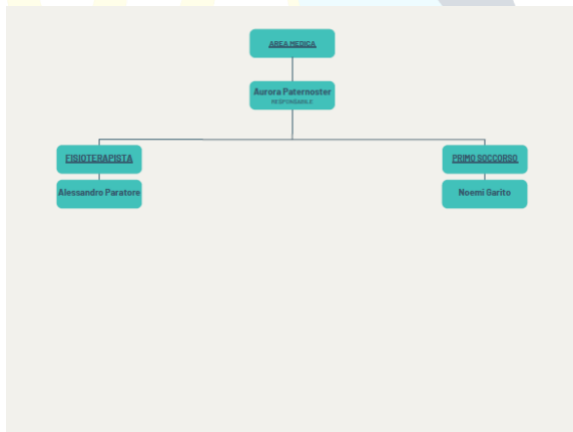 AREA MEDICA
Aurora Paternoster
RESPONSABILE
FISIOTERAPISTA
PRIMO SOCCORSO
Alessandro Paratore
Noemi Garito